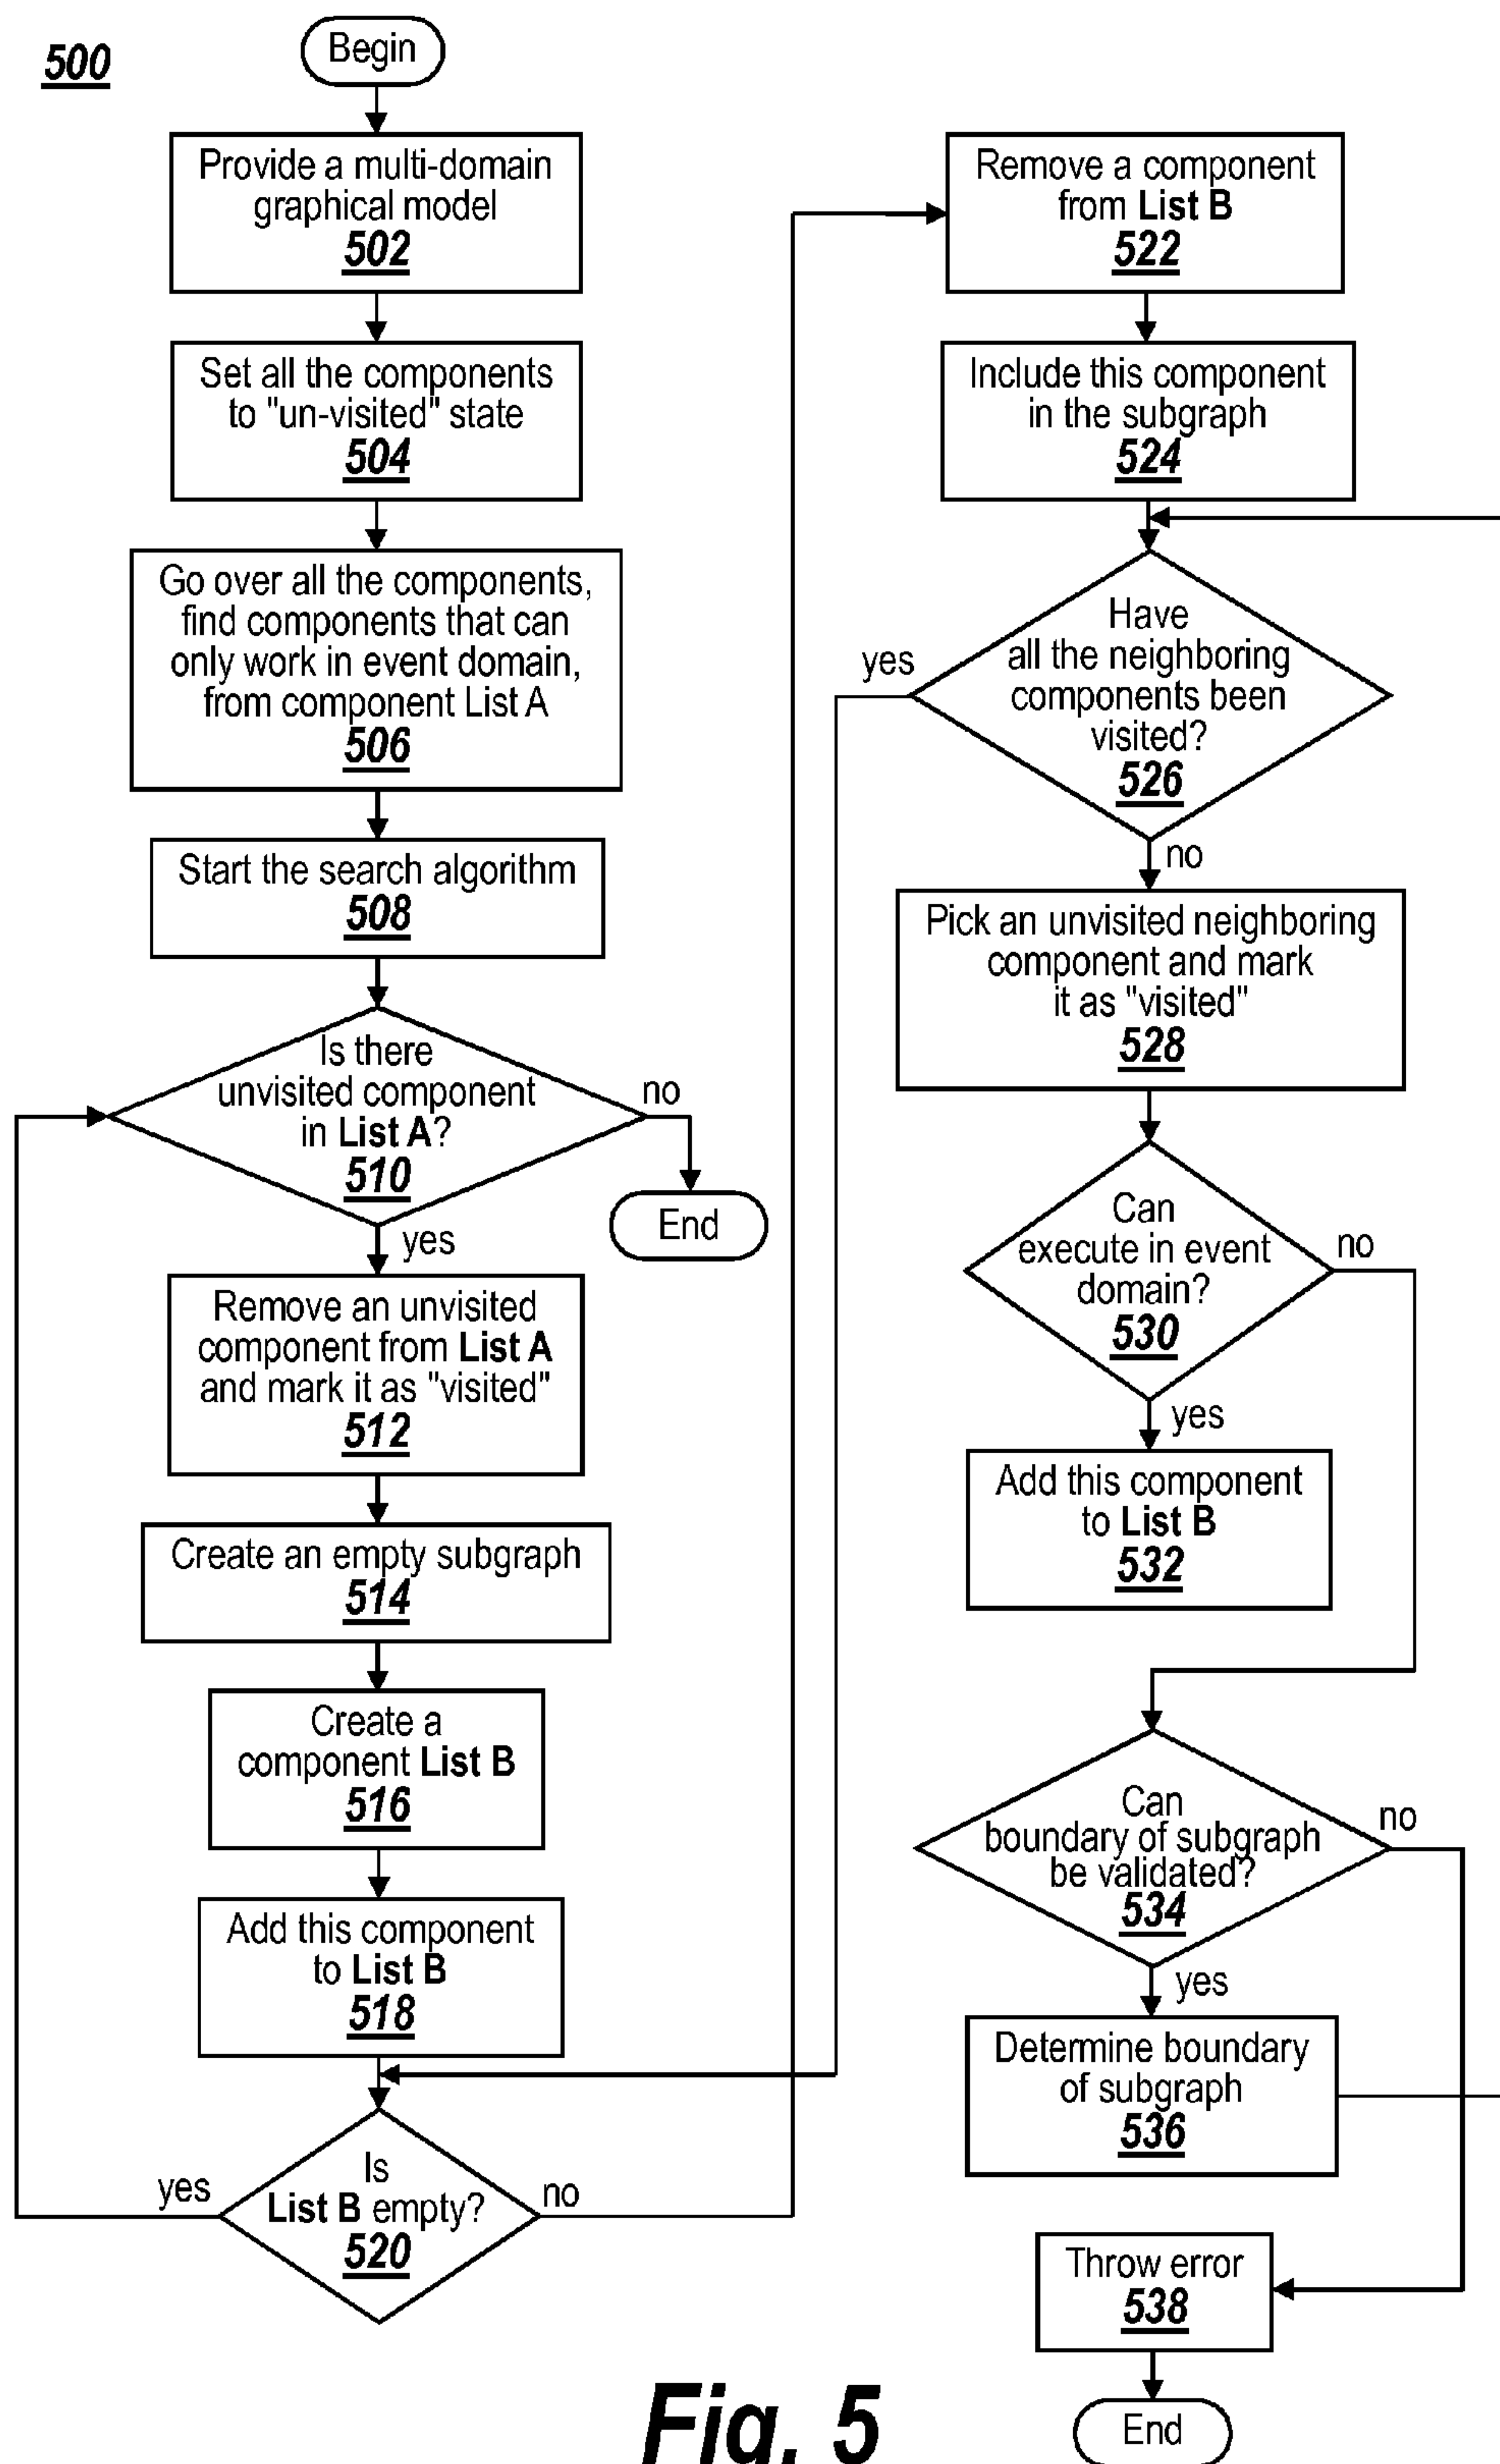 500
Begin
Provide a multi-domain
graphical model
502
Set all the components
to "un-visited" state
504
Go over all the components,
find components that can
only work in event domain,
from component List A
506
Start the search algorithm
508
Is there
unvisited component
in List A?
510
no
End
yes
Remove an unvisited
component from List A
and mark it as "visited"
512
Create an empty subgraph
514
Create a
component List B
516
Add this component
to List B
518
Is
List B empty?
520
yes
no
Remove a component
from List B
522
Include this component
in the subgraph
524
Have
all the neighboring
components been
visited?
526
yes
no
Pick an unvisited neighboring
component and mark
it as "visited"
528
Can
execute in event
domain?
530
no
yes
Add this component
to List B
532
Can
boundary of subgraph
be validated?
534
no
yes
Determine boundary
of subgraph
536
Throw error
538
End
Fig. 5